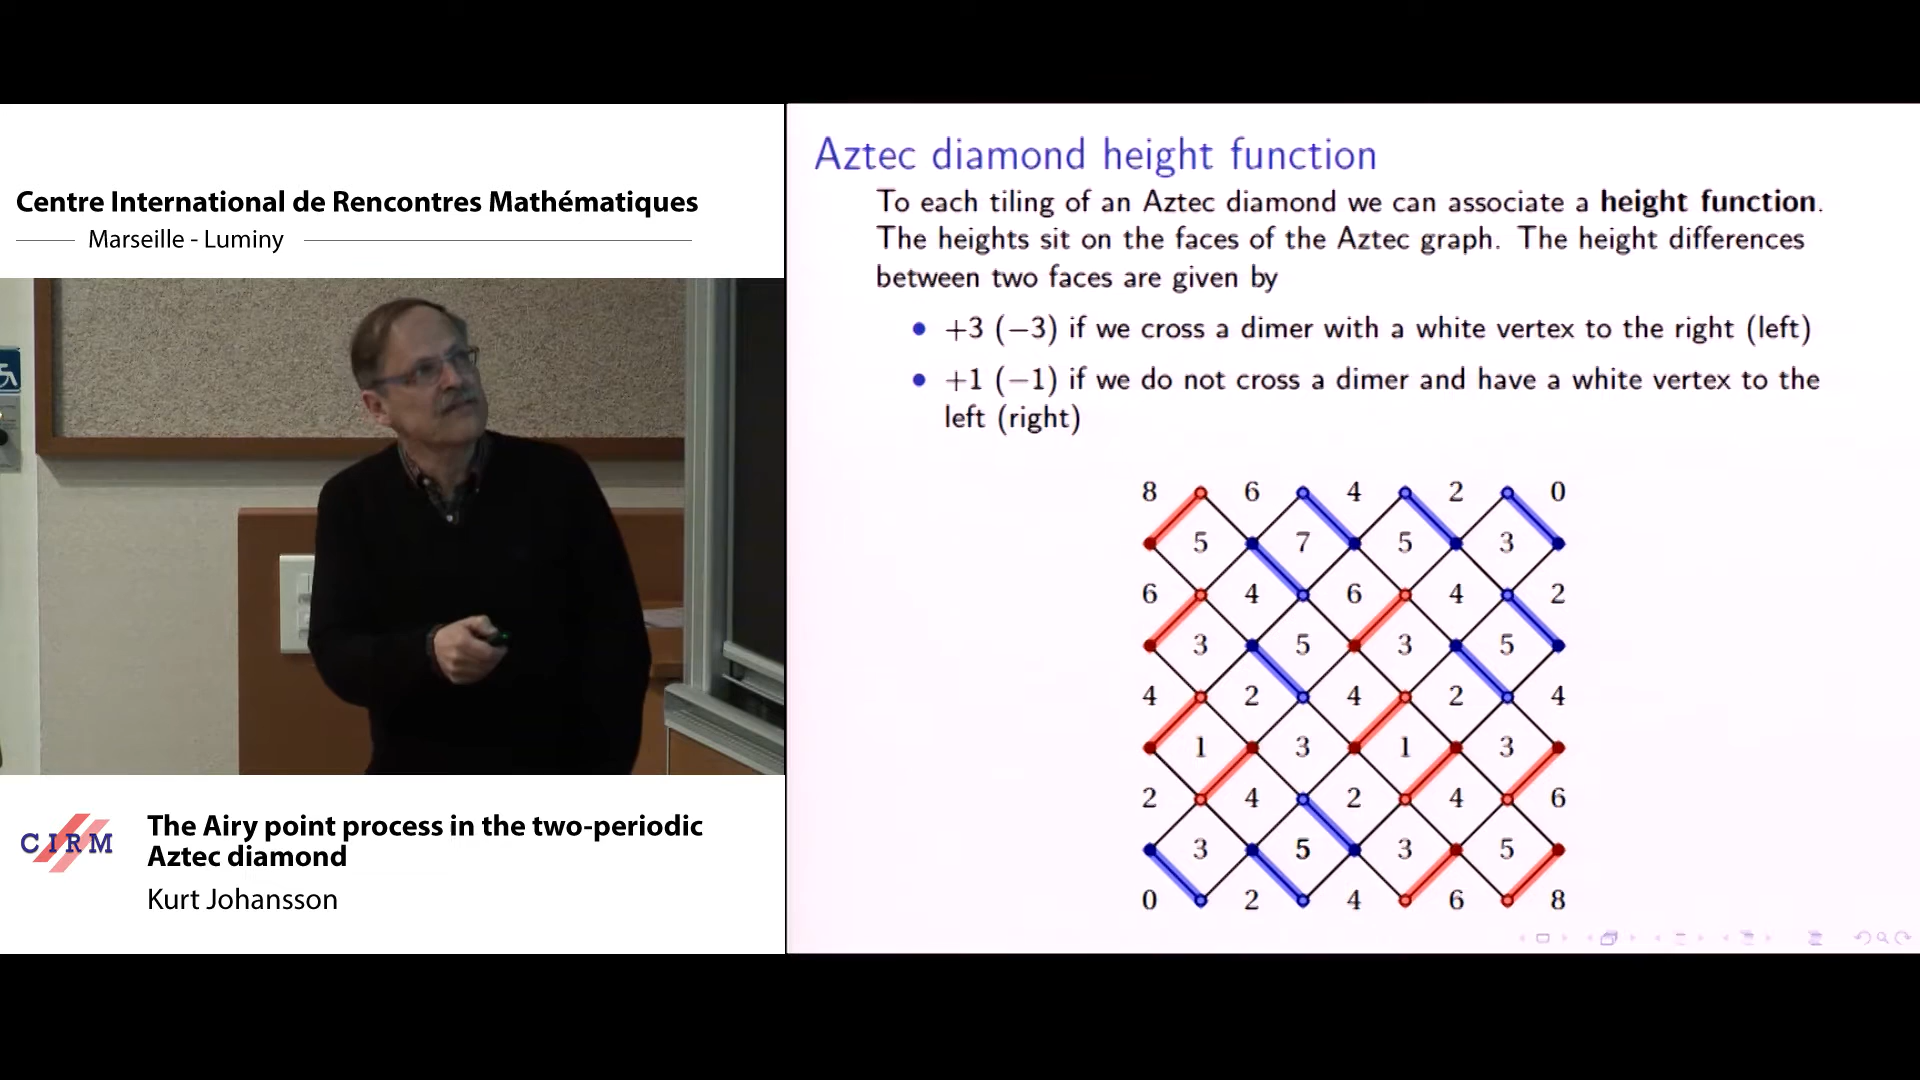 Centre International de Rencontres Mathématiques
Marseille - Luminy
CIRM
The Airy point process in the two-periodic
Aztec diamond
Kurt Johansson
Aztec diamond height function
To each tiling of an Aztec diamond we can associate a height function.
The heights sit on the faces of the Aztec graph. The height differences
between two faces are given by
• +3 (−3) if we cross a dimer with a white vertex to the right (left)
• +1 (−1) if we do not cross a dimer and have a white vertex to the
left (right)
8 6 4 2 0
5 7 5 3
6 4 6 4 2
3 5 3 5
4 2 4 2 4
1 3 1 3
2 4 2 4 6
3 5 3 5
0 2 4 6 8